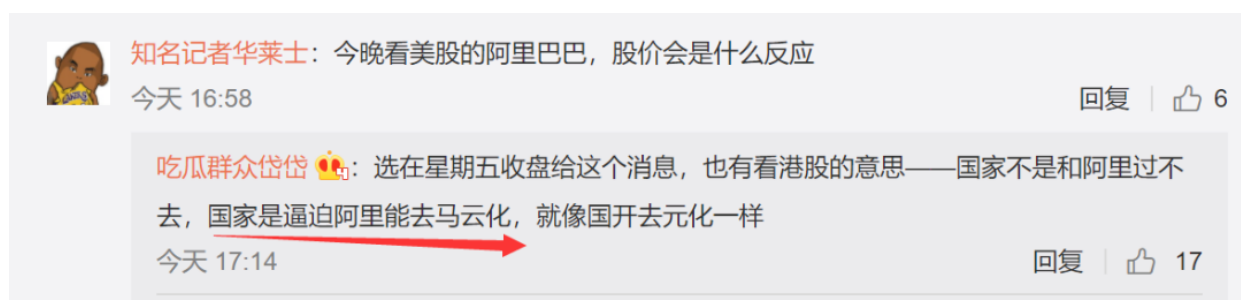 知名记者华莱士：今晚看美股的阿里巴巴，股价会是什么反应
今天 16:58 回复 6
吃瓜群众岱岱：选在星期五收盘给这个消息，也有看港股的意思——国家不是和阿里过不
去，国家是逼迫阿里能去马云化，就像国开去元化一样
今天 17:14 回复 17